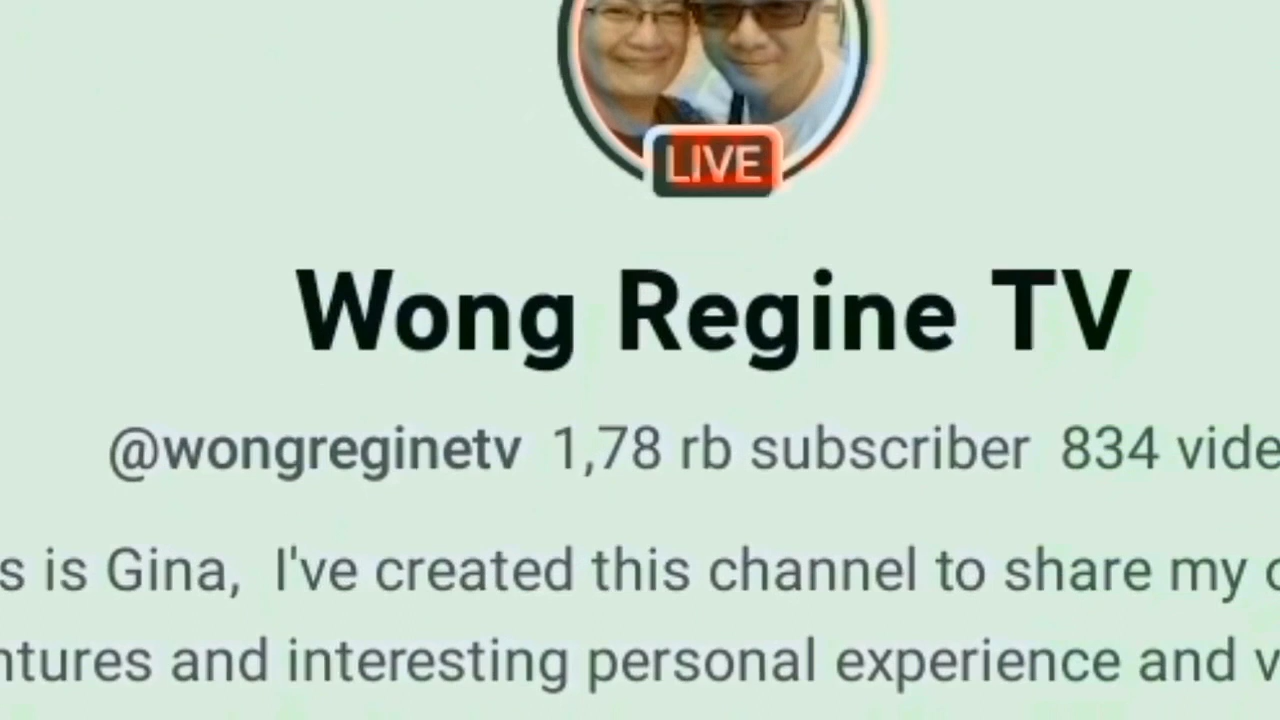 LIVE
Wong Regine TV
@wongreginetv 1,78 rb subscriber 834 vide
s is Gina, I've created this channel to share my
ntures and interesting personal experience and v